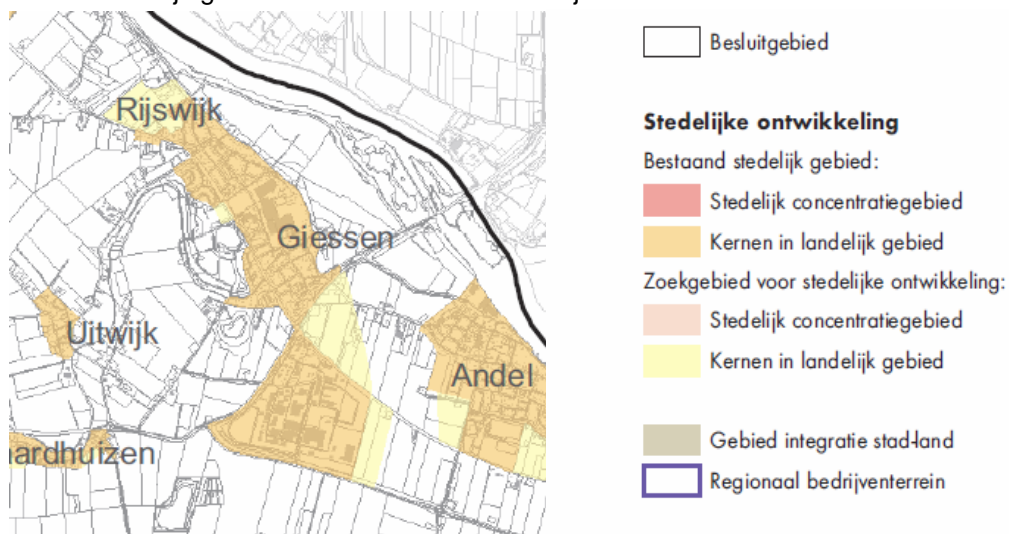 Rijswijk
Giessen
Uitwijk
Andel
ardhuizen
Besluitgebied
Stedelijke ontwikkeling
Bestaand stedelijk gebied:
Stedelijk concentratiegebied
Kernen in landelijk gebied
Zoekgebied voor stedelijke ontwikkeling:
Stedelijk concentratiegebied
Kernen in landelijk gebied
Gebied integratie stad-land
Regionaal bedrijventerrein